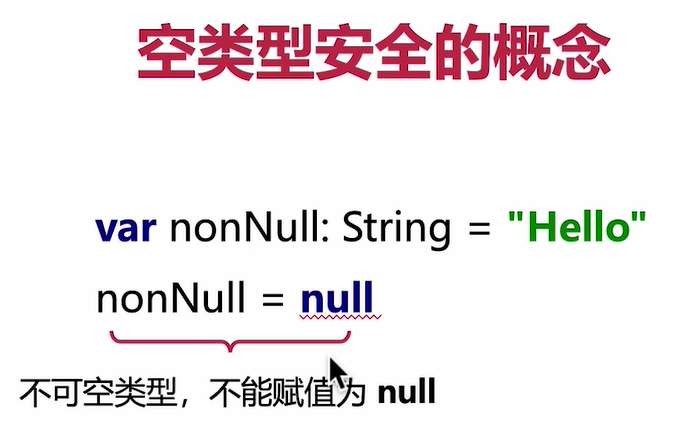 空类型安全的概念
var nonNull: String = "Hello"
nonNull = null
不可空类型，不能赋值为 null